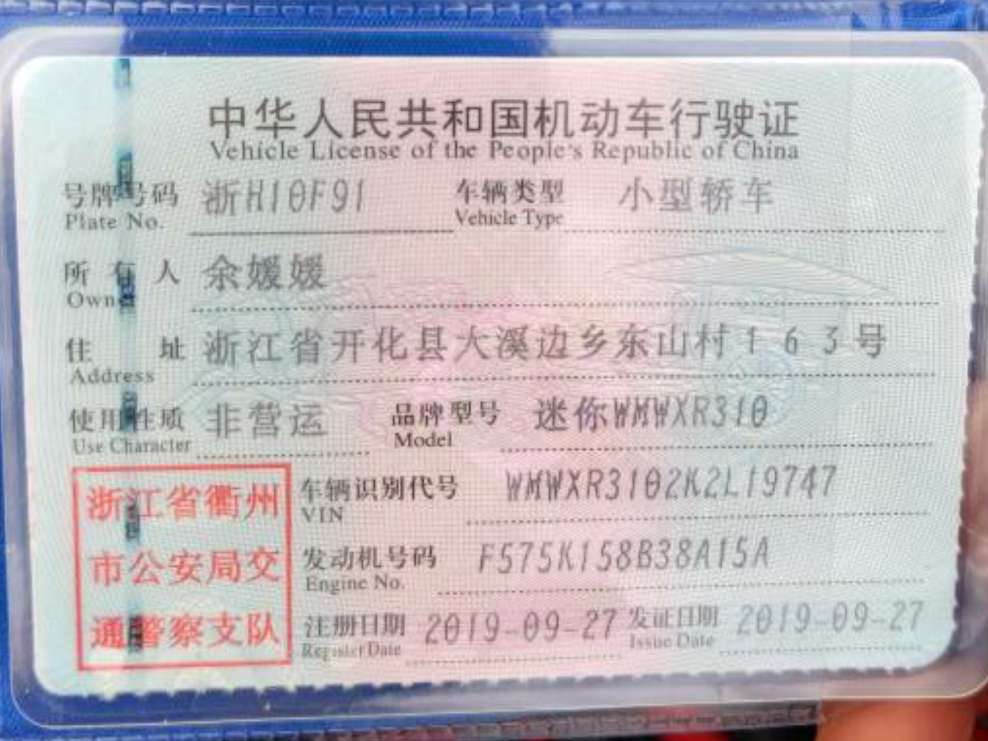 中华人民共和国机动车行驶证
Vehicle License of the People's Republic of China
号牌号码 浙H10F91 车辆类型 小型轿车
Plate No. Vehicle Type
所有人 余媛媛
Owner
住址 浙江省开化县大溪边乡东山村163号
Address
使用性质 非营运 品牌型号 迷你WMWXR310
Use Character Model
浙江省衢州
市公安局交
通警察支队
车辆识别代号 WMWXR3102K2L19747
VIN
发动机号码 F575K158B38A15A
Engine No.
注册日期 2019-09-27 发证日期 2019-09-27
Register Date Issue Date